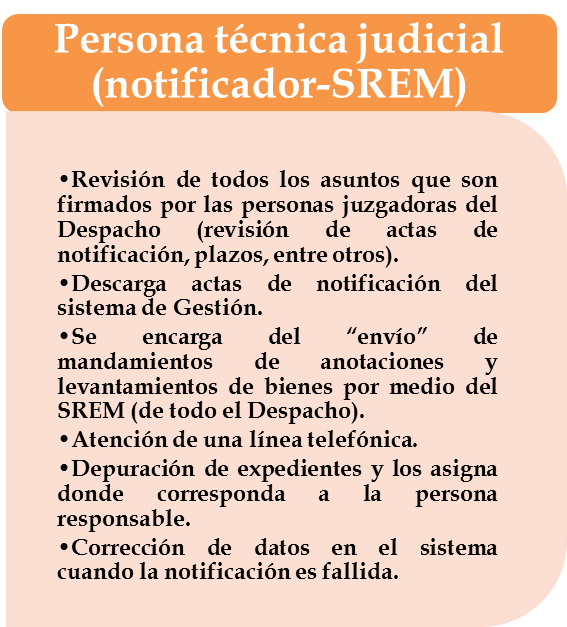 Persona técnica judicial
(notificador-SREM)
•Revisión de todos los asuntos que son
firmados por las personas juzgadoras del
Despacho (revisión de actas de
notificación, plazos, entre otros).
•Descarga actas de notificación del
sistema de Gestión.
•Se encarga del “envío” de
mandamientos de anotaciones y
levantamientos de bienes por medio del
SREM (de todo el Despacho).
•Atención de una línea telefónica.
•Depuración de expedientes y los asigna
donde corresponda a la persona
responsable.
•Corrección de datos en el sistema
cuando la notificación es fallida.